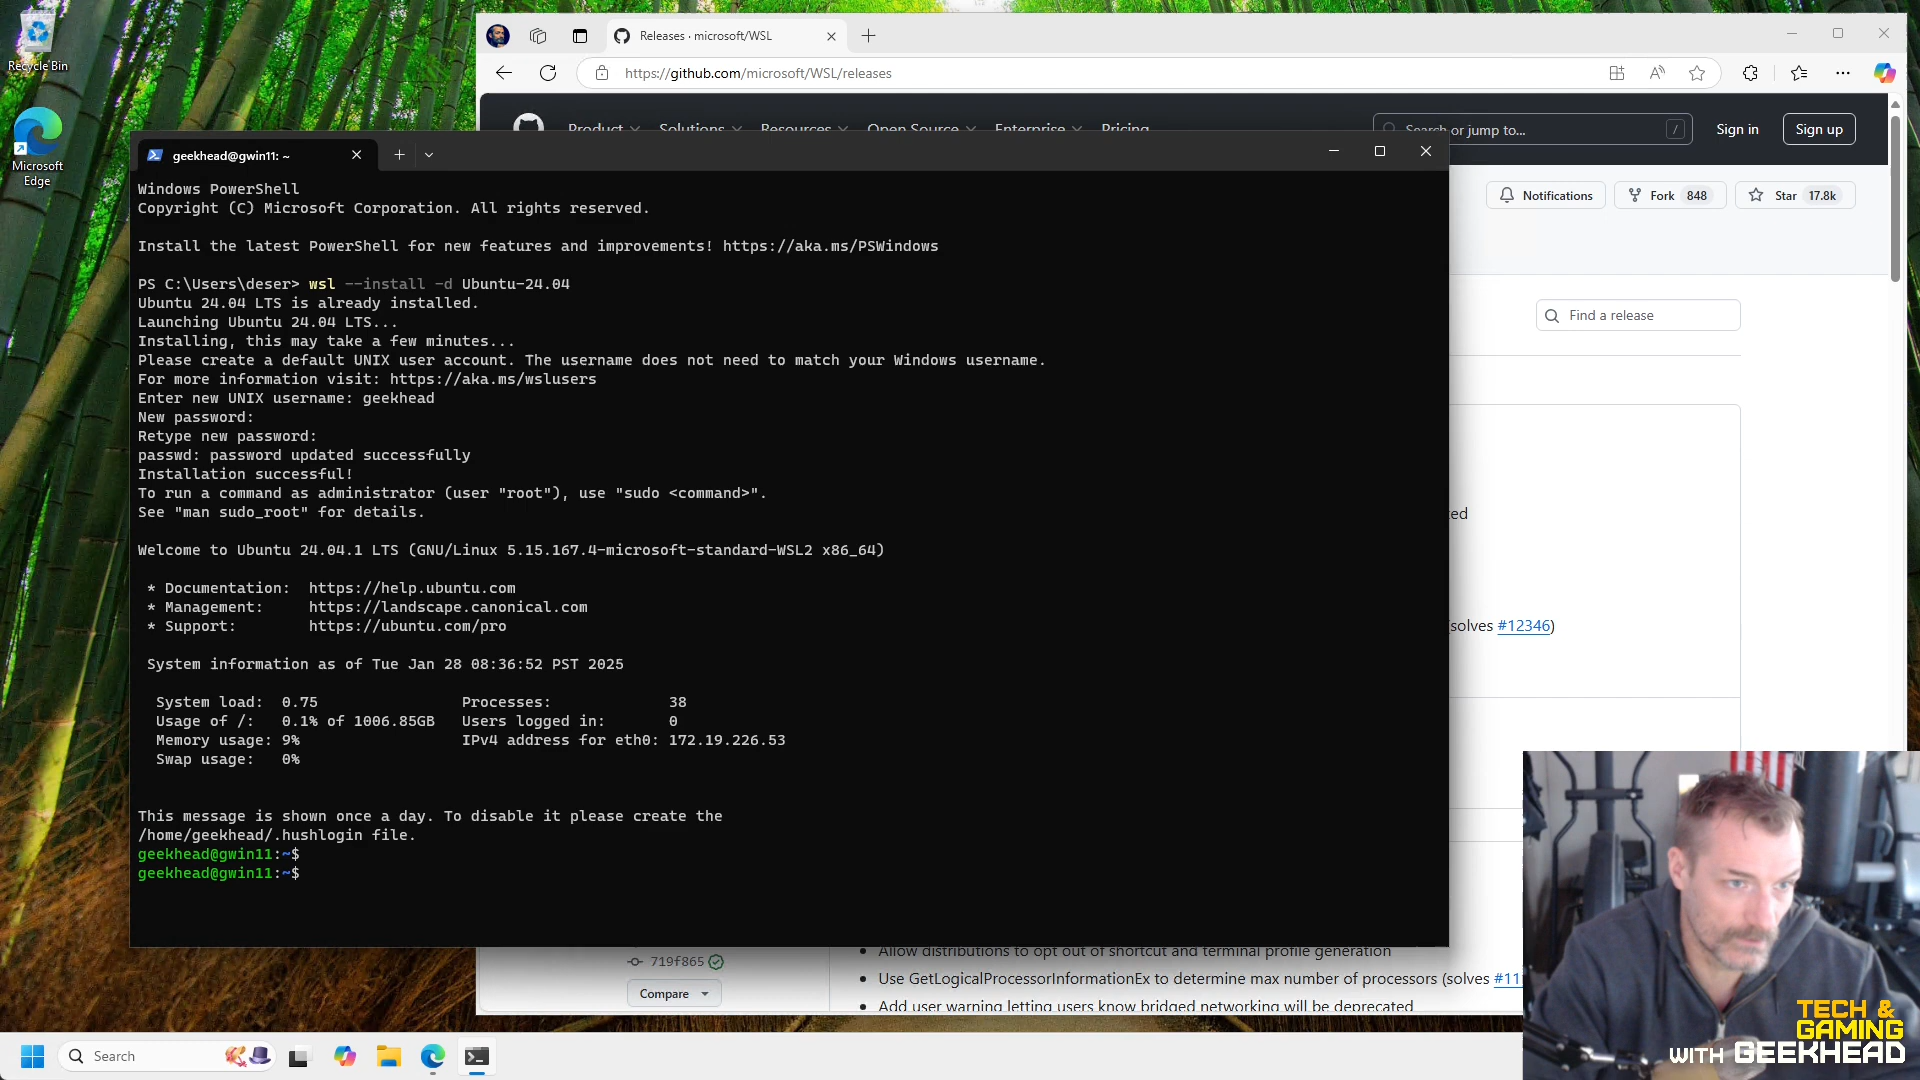 Recycle Bin
Microsoft
Edge
Releases · microsoft/WSL
https://github.com/microsoft/WSL/releases
Product
Solutions
Resources
Open Source
Enterprise
Pricing
Search or jump to...
/
Sign in
Sign up
Notifications
Fork 848
Star 17.8k
Find a release
geekhead@gwin11: ~
Windows PowerShell
Copyright (C) Microsoft Corporation. All rights reserved.
Install the latest PowerShell for new features and improvements! https://aka.ms/PSWindows
PS C:\Users\deser> wsl --install -d Ubuntu-24.04
Ubuntu 24.04 LTS is already installed.
Launching Ubuntu 24.04 LTS...
Installing, this may take a few minutes...
Please create a default UNIX user account. The username does not need to match your Windows username.
For more information visit: https://aka.ms/wslusers
Enter new UNIX username: geekhead
New password:
Retype new password:
passwd: password updated successfully
Installation successful!
To run a command as administrator (user "root"), use "sudo <command>".
See "man sudo_root" for details.
Welcome to Ubuntu 24.04.1 LTS (GNU/Linux 5.15.167.4-microsoft-standard-WSL2 x86_64)
* Documentation: https://help.ubuntu.com
* Management: https://landscape.canonical.com
* Support: https://ubuntu.com/pro
System information as of Tue Jan 28 08:36:52 PST 2025
System load: 0.75 Processes: 38
Usage of /: 0.1% of 1006.85GB Users logged in: 0
Memory usage: 9% IPv4 address for eth0: 172.19.226.53
Swap usage: 0%
This message is shown once a day. To disable it please create the
/home/geekhead/.hushlogin file.
geekhead@gwin11:~$
geekhead@gwin11:~$
solves #12346)
719f865
Compare
Allow distributions to opt out of shortcut and terminal profile generation
Use GetLogicalProcessorInformationEx to determine max number of processors (solves #11
Add user warning letting users know bridged networking will be deprecated
Search
TECH &
GAMING
WITH GEEKHEAD